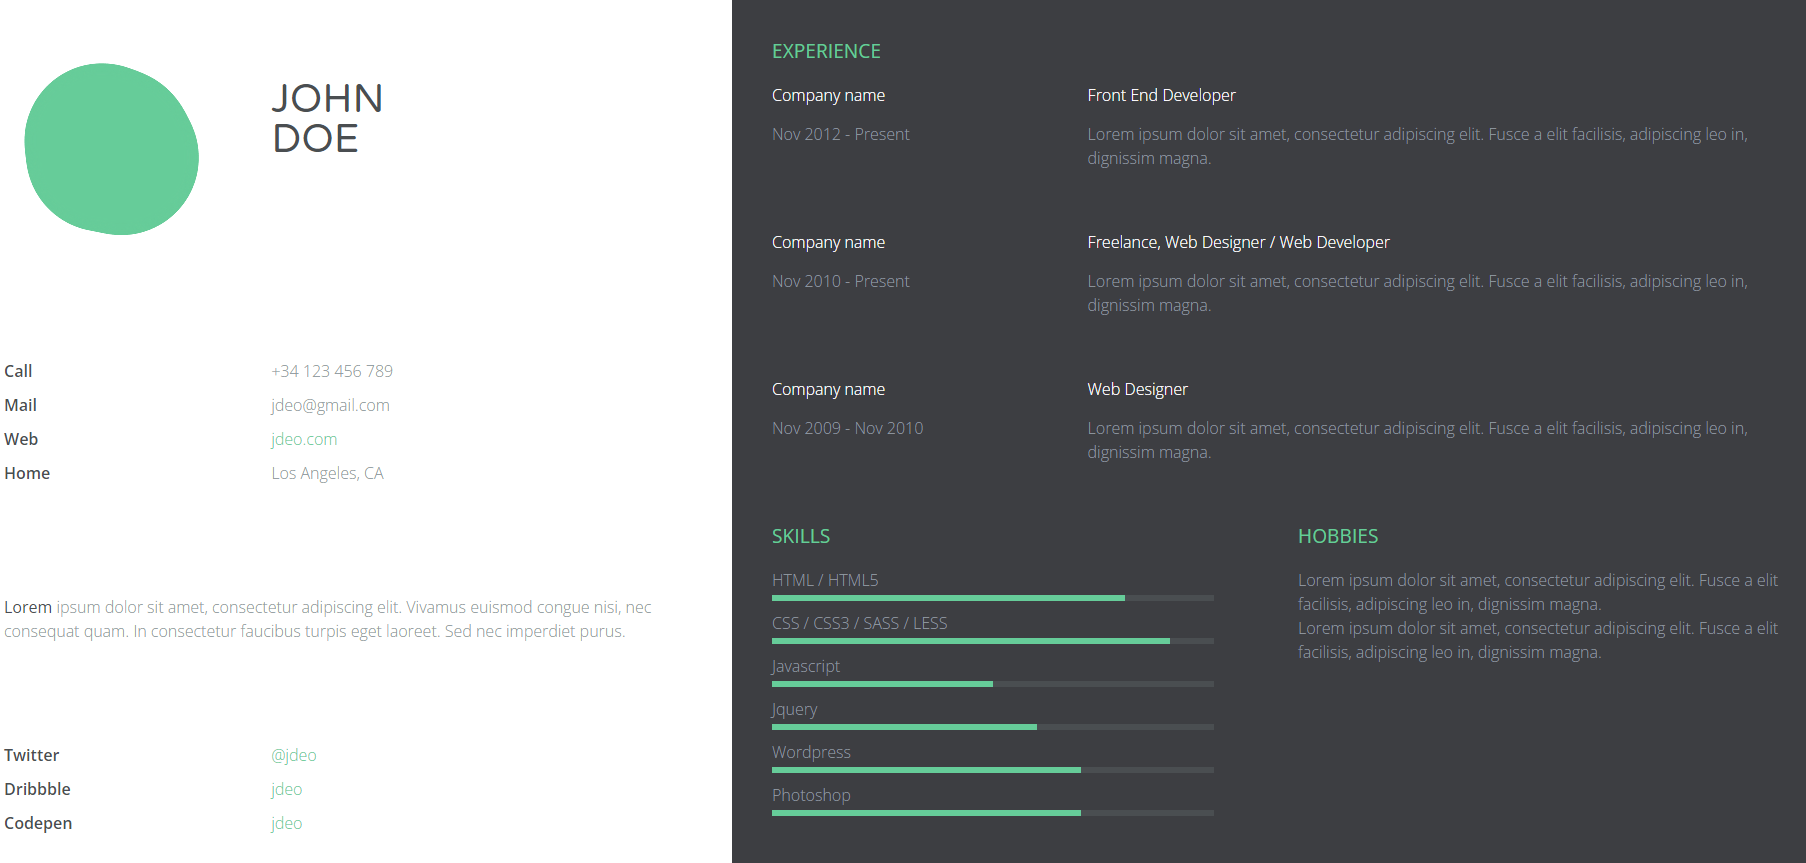 JOHN
DOE
Call +34 123 456 789
Mail jdeo@gmail.com
Web jdeo.com
Home Los Angeles, CA
Lorem ipsum dolor sit amet, consectetur adipiscing elit. Vivamus euismod congue nisi, nec
consequat quam. In consectetur faucibus turpis eget laoreet. Sed nec imperdiet purus.
Twitter @jdeo
Dribbble jdeo
Codepen jdeo
EXPERIENCE
Company name Front End Developer
Nov 2012 - Present Lorem ipsum dolor sit amet, consectetur adipiscing elit. Fusce a elit facilisis, adipiscing leo in,
dignissim magna.
Company name Freelance, Web Designer / Web Developer
Nov 2010 - Present Lorem ipsum dolor sit amet, consectetur adipiscing elit. Fusce a elit facilisis, adipiscing leo in,
dignissim magna.
Company name Web Designer
Nov 2009 - Nov 2010 Lorem ipsum dolor sit amet, consectetur adipiscing elit. Fusce a elit facilisis, adipiscing leo in,
dignissim magna.
SKILLS
HTML / HTML5
CSS / CSS3 / SASS / LESS
Javascript
Jquery
Wordpress
Photoshop
HOBBIES
Lorem ipsum dolor sit amet, consectetur adipiscing elit. Fusce a elit
facilisis, adipiscing leo in, dignissim magna.
Lorem ipsum dolor sit amet, consectetur adipiscing elit. Fusce a elit
facilisis, adipiscing leo in, dignissim magna.